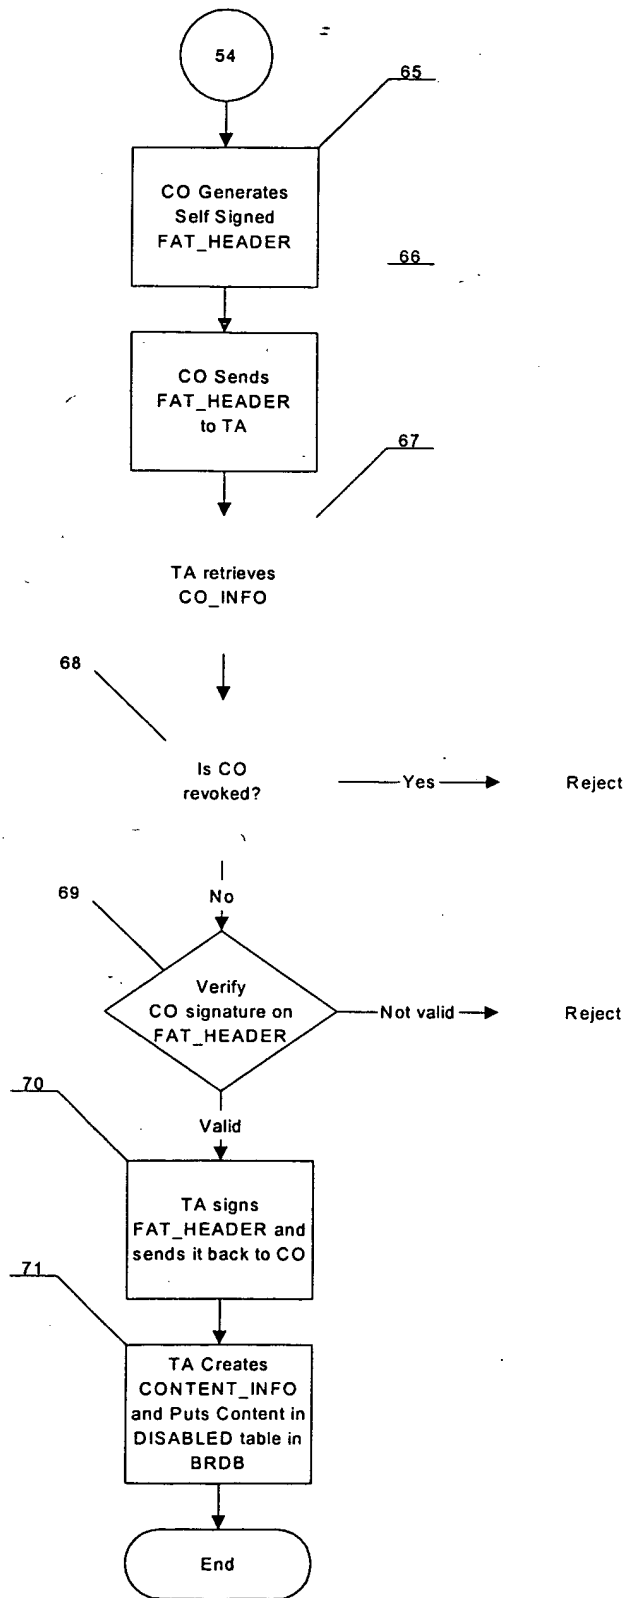 54
65
CO Generates
Self Signed
FAT_HEADER
66
CO Sends
FAT_HEADER
to TA
67
TA retrieves
CO_INFO
68
Is CO
revoked?
Yes
Reject
No
69
Verify
CO signature on
FAT_HEADER
Not valid
Reject
Valid
70
TA signs
FAT_HEADER and
sends it back to CO
71
TA Creates
CONTENT_INFO
and Puts Content in
DISABLED table in
BRDB
End